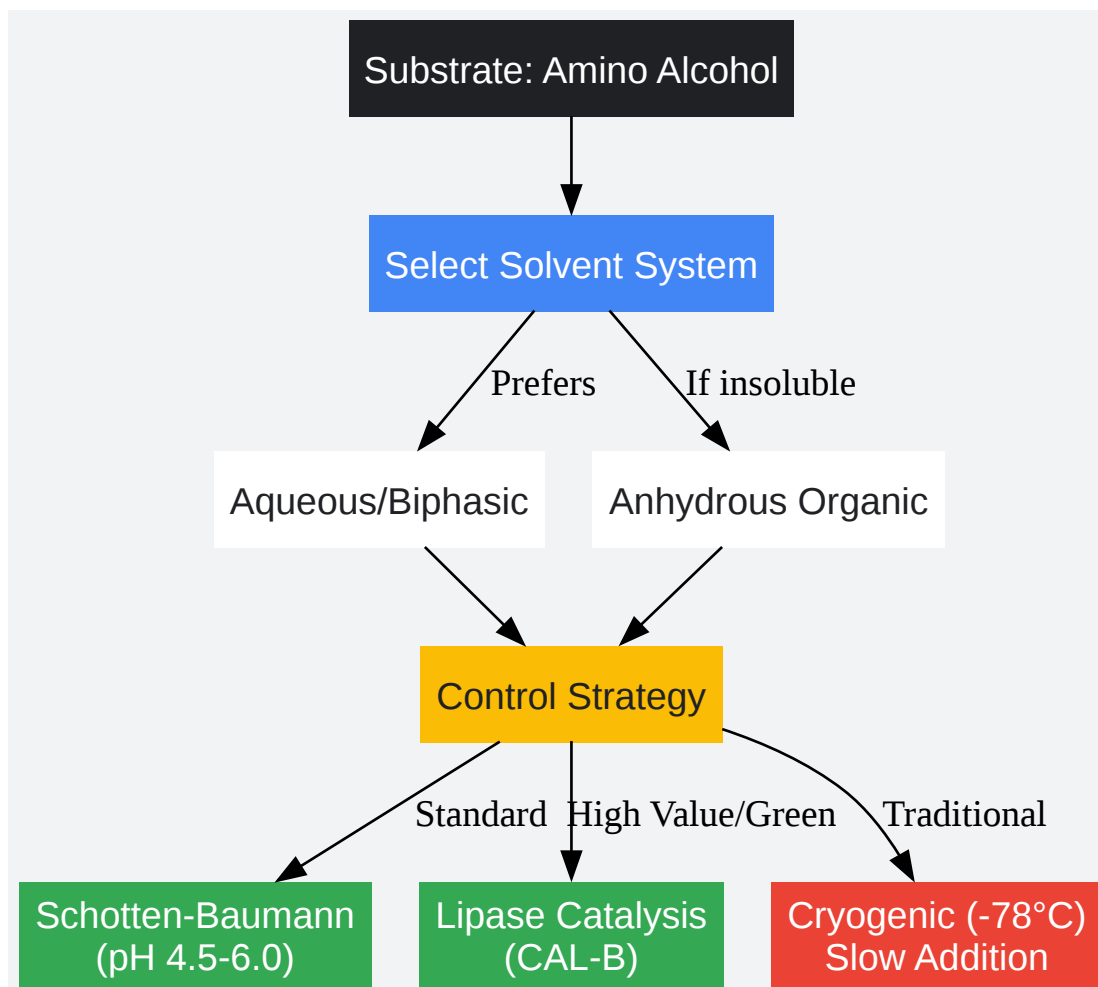 Substrate: Amino Alcohol
Select Solvent System
Prefers
If insoluble
Aqueous/Biphasic
Anhydrous Organic
Control Strategy
Standard
High Value/Green
Traditional
Schotten-Baumann
(pH 4.5-6.0)
Lipase Catalysis
(CAL-B)
Cryogenic (-78°C)
Slow Addition